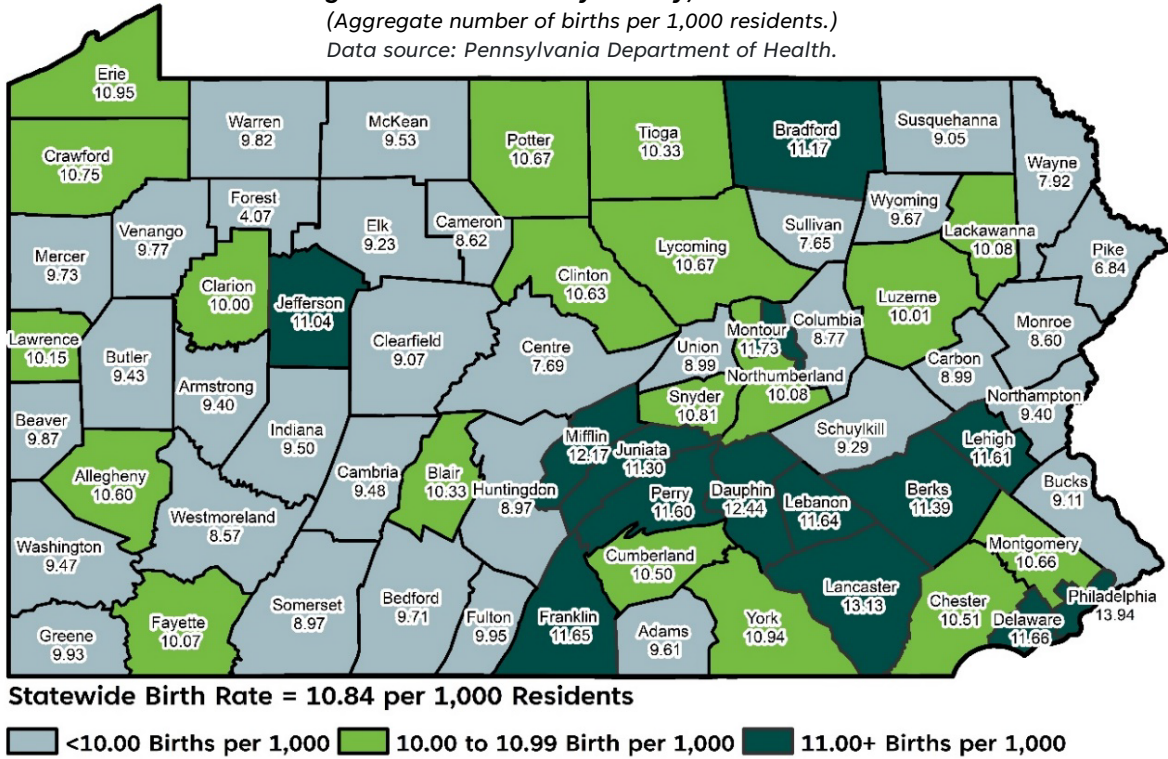 (Aggregate number of births per 1,000 residents.)
Data source: Pennsylvania Department of Health.
Erie
10.95
Warren
9.82
McKean
9.53
Potter
10.67
Tioga
10.33
Bradford
11.17
Susquehanna
9.05
Wayne
7.92
Crawford
10.75
Forest
4.07
Venango
9.77
Mercer
9.73
Elk
9.23
Cameron
8.62
Clarion
10.00
Jefferson
11.04
Clinton
10.63
Lycoming
10.67
Sullivan
7.65
Wyoming
9.67
Lackawanna
10.08
Pike
6.84
Lawrence
10.15
Butler
9.43
Clearfield
9.07
Centre
7.69
Union
8.99
Montour
11.73
Columbia
8.77
Luzerne
10.01
Monroe
8.60
Carbon
8.99
Armstrong
9.40
Beaver
9.87
Indiana
9.50
Snyder
10.81
Northumberland
10.08
Northampton
9.40
Schuylkill
9.29
Mifflin
12.17
Juniata
11.30
Lehigh
11.61
Allegheny
10.60
Cambria
9.48
Blair
10.33
Huntingdon
8.97
Perry
11.60
Dauphin
12.44
Lebanon
11.64
Berks
11.39
Bucks
9.11
Westmoreland
8.57
Washington
9.47
Cumberland
10.50
Montgomery
10.66
Lancaster
13.13
Philadelphia
13.94
Greene
9.93
Fayette
10.07
Somerset
8.97
Bedford
9.71
Fulton
9.95
Franklin
11.65
Adams
9.61
York
10.94
Chester
10.51
Delaware
11.66
Statewide Birth Rate = 10.84 per 1,000 Residents
<10.00 Births per 1,000 10.00 to 10.99 Birth per 1,000 11.00+ Births per 1,000